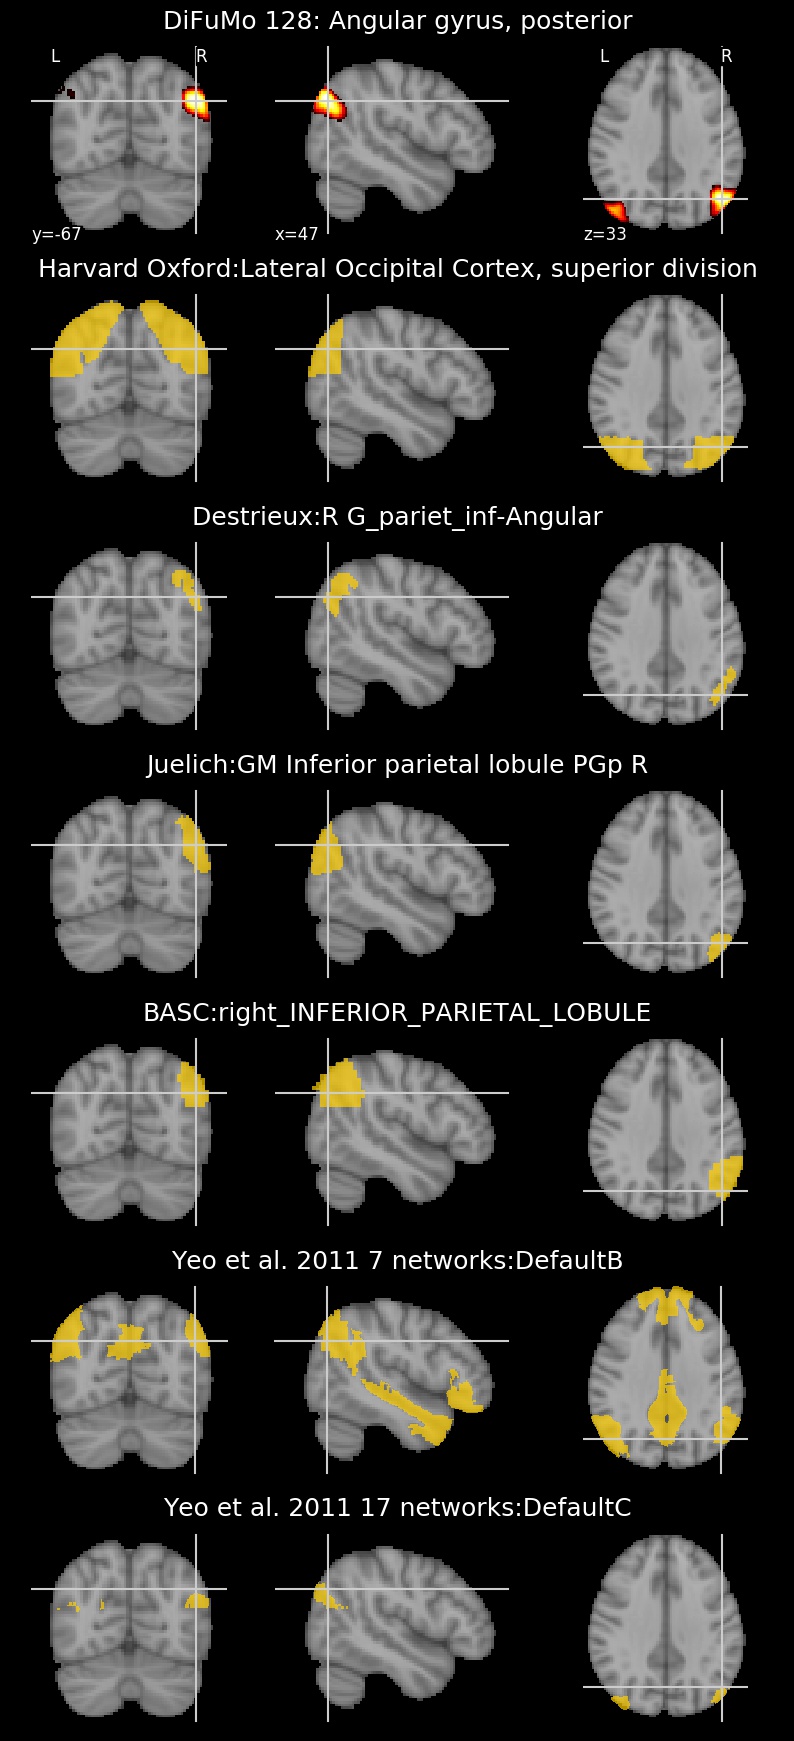 DiFuMo 128: Angular gyrus, posterior
L R L R
y=-67 x=47 z=33
Harvard Oxford:Lateral Occipital Cortex, superior division
Destrieux:R G_pariet_inf-Angular
Juelich:GM Inferior parietal lobule PGp R
BASC:right_INFERIOR_PARIETAL_LOBULE
Yeo et al. 2011 7 networks:DefaultB
Yeo et al. 2011 17 networks:DefaultC